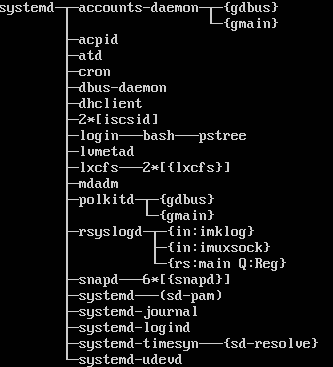 systemd─┬─accounts-daemon─┬─{gdbus}
        │                 └─{gmain}
        ├─acpid
        ├─atd
        ├─cron
        ├─dbus-daemon
        ├─dhclient
        ├─2*[iscsid]
        ├─login───bash───pstree
        ├─lvmetad
        ├─lxcfs───2*[{lxcfs}]
        ├─mdadm
        ├─polkitd─┬─{gdbus}
        │         └─{gmain}
        ├─rsyslogd─┬─{in:imklog}
        │          ├─{in:imuxsock}
        │          └─{rs:main Q:Reg}
        ├─snapd───6*[{snapd}]
        ├─systemd───(sd-pam)
        ├─systemd-journal
        ├─systemd-logind
        ├─systemd-timesyn───{sd-resolve}
        └─systemd-udevd